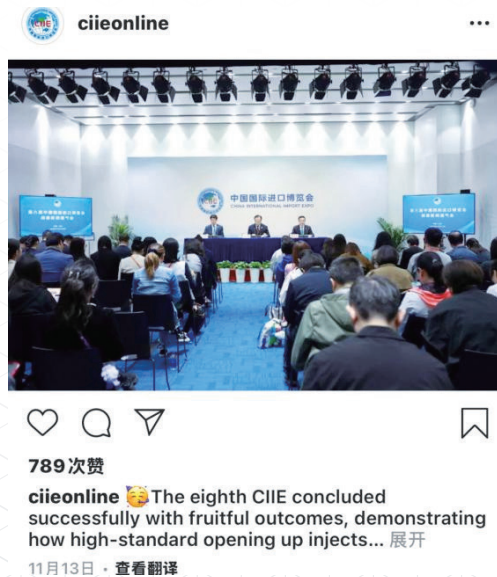 CIIE
ciieonline
中国国际进口博览会
CHINA INTERNATIONAL IMPORT EXPO
789次赞
ciieonline 🥳The eighth CIIE concluded
successfully with fruitful outcomes, demonstrating
how high-standard opening up injects... 展开
11月13日 · 查看翻译